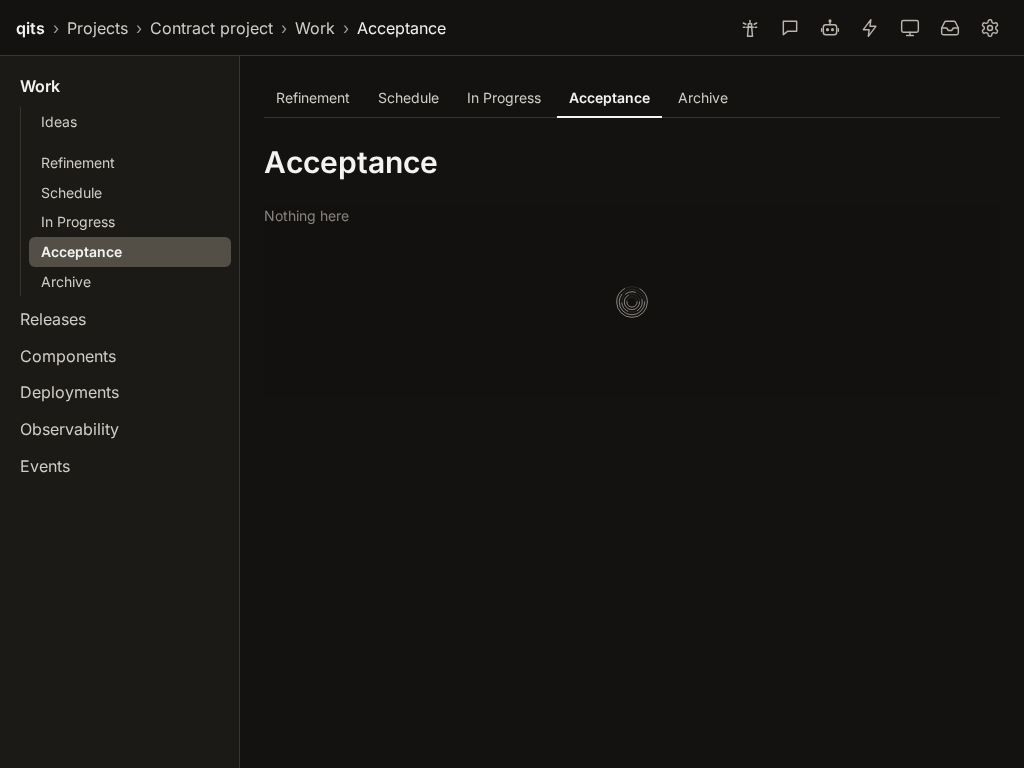 qits › Projects › Contract project › Work › Acceptance
Work
Ideas
Refinement
Schedule
In Progress
Acceptance
Archive
Releases
Components
Deployments
Observability
Events
Refinement Schedule In Progress Acceptance Archive
Acceptance
Nothing here